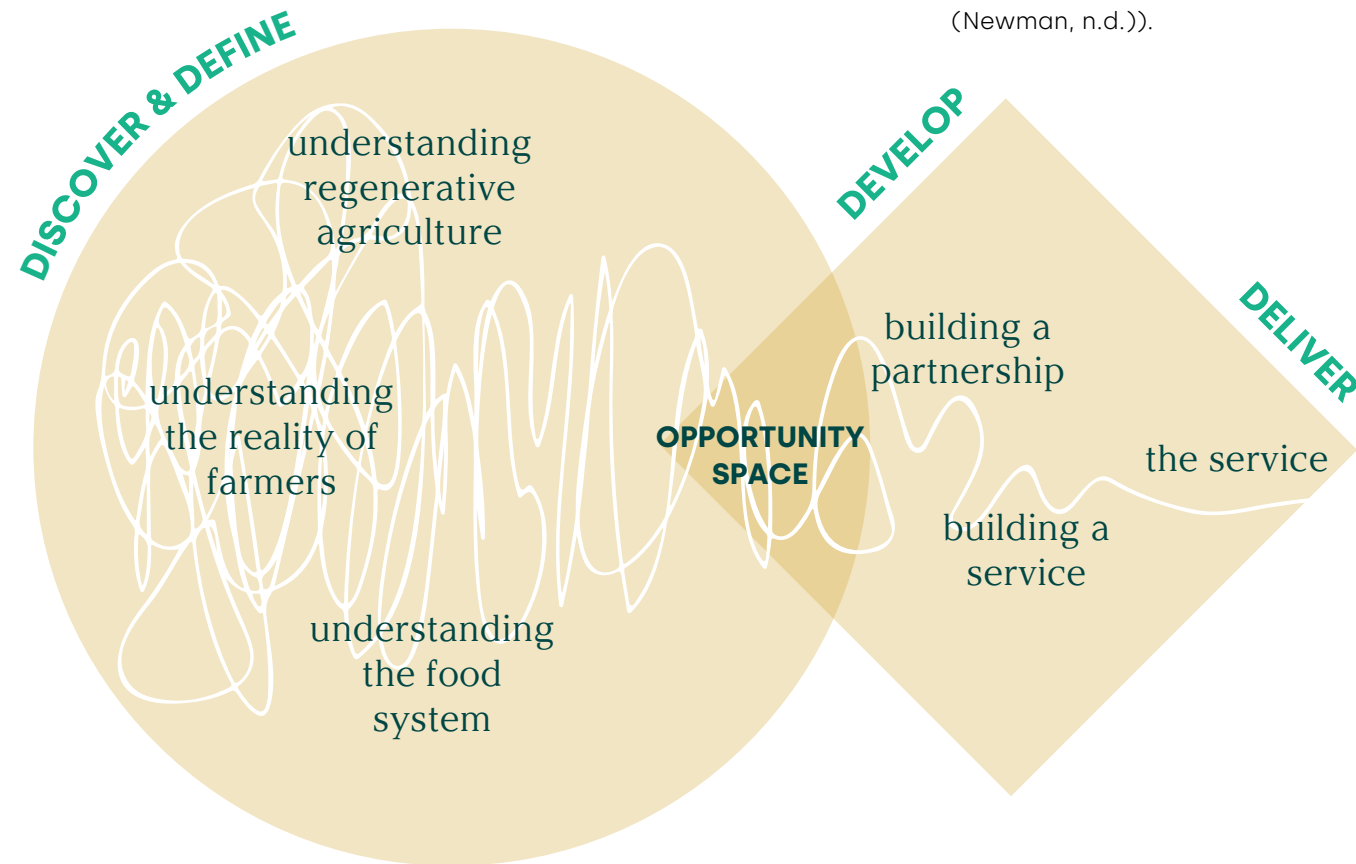 (Newman, n.d.)).
DISCOVER & DEFINE
understanding
regenerative
agriculture
understanding
the reality of
farmers
understanding
the food
system
OPPORTUNITY
SPACE
DEVELOP
building a
partnership
building a
service
DELIVER
the service